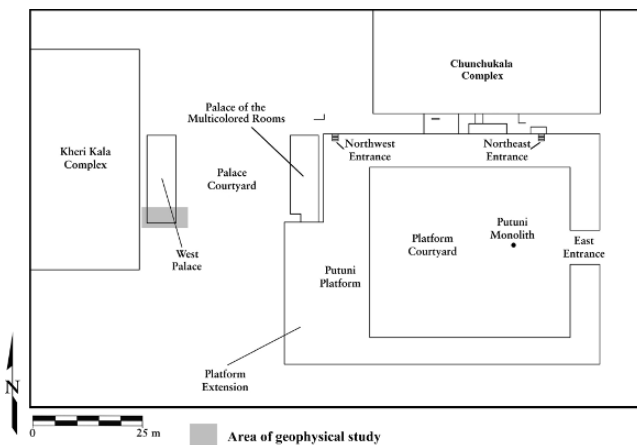 Chunchukala
Complex
Palace of the
Multicolored Rooms
Kheri Kala
Complex
Northwest
Entrance
Northeast
Entrance
Palace
Courtyard
Platform
Courtyard
Putuni
Monolith
East
Entrance
West
Palace
Putuni
Platform
Platform
Extension
N
0
25 m
Area of geophysical study